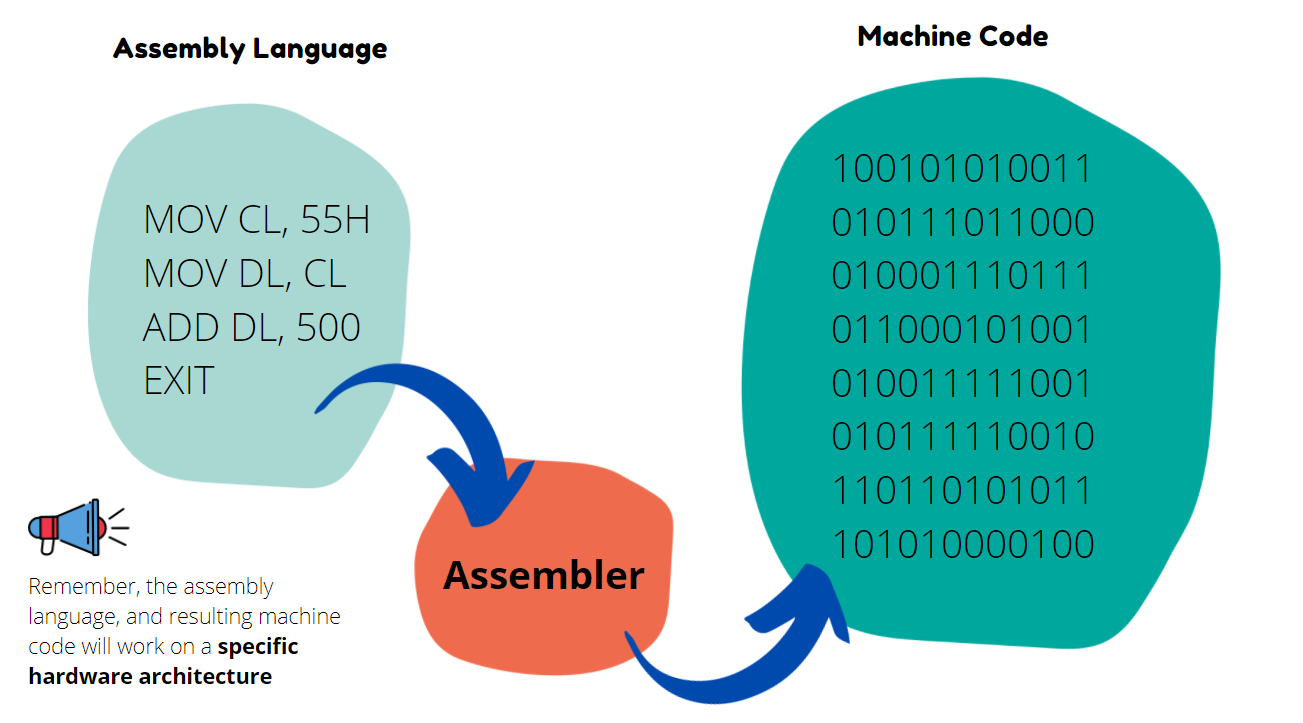 Assembly Language
MOV CL, 55H
MOV DL, CL
ADD DL, 500
EXIT
Remember, the assembly
language, and resulting machine
code will work on a specific
hardware architecture
Assembler
Machine Code
100101010011
010111011000
010001110111
011000101001
010011111001
010111110010
110110101011
101010000100